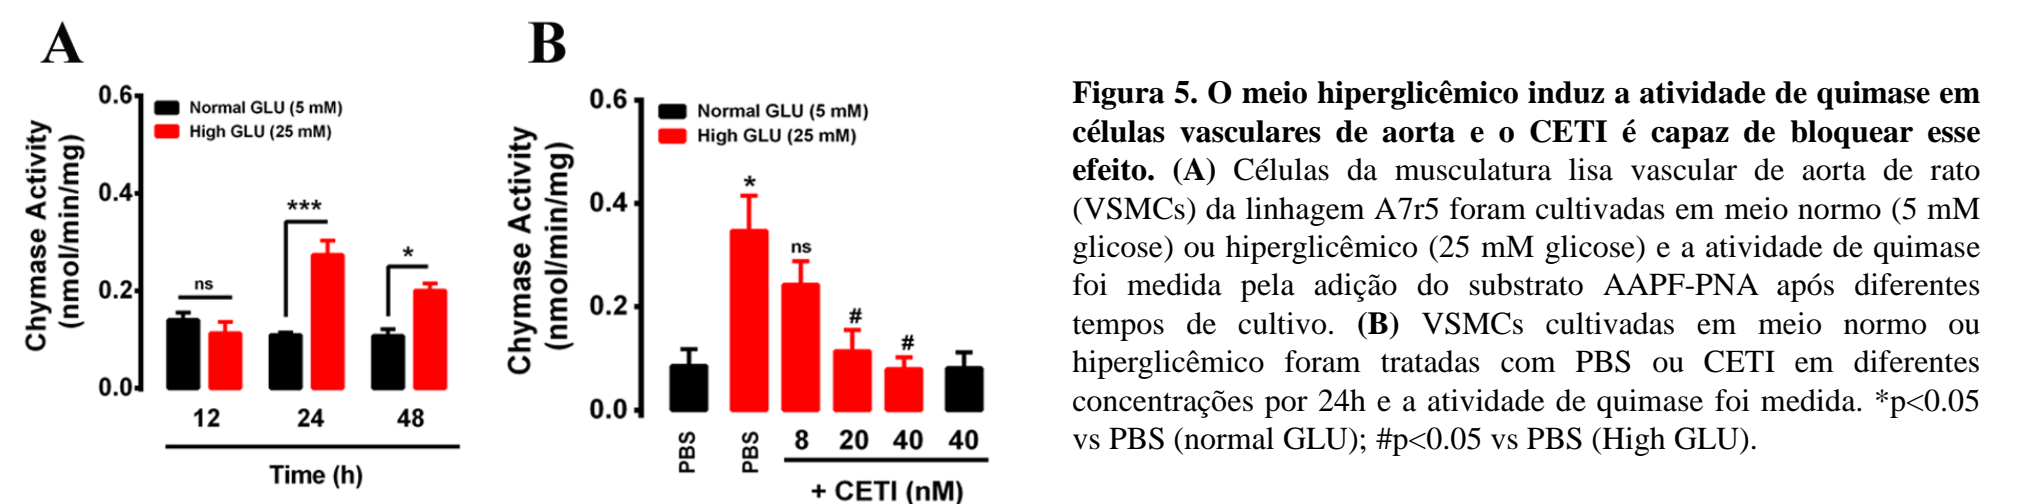 A
0.6
0.4
0.2
0.0
Chymase Activity
(nmol/min/mg)
Normal GLU (5 mM)
High GLU (25 mM)
ns
***
*
12 24 48
Time (h)
B
0.6
0.4
0.2
0.0
Chymase Activity
(nmol/min/mg)
Normal GLU (5 mM)
High GLU (25 mM)
*
ns
#
#
PBS PBS 8 20 40 40
+ CETI (nM)
Figura 5. O meio hiperglicêmico induz a atividade de quimase em
células vasculares de aorta e o CETI é capaz de bloquear esse
efeito. (A) Células da musculatura lisa vascular de aorta de rato
(VSMCs) da linhagem A7r5 foram cultivadas em meio normo (5 mM
glicose) ou hiperglicêmico (25 mM glicose) e a atividade de quimase
foi medida pela adição do substrato AAPF-PNA após diferentes
tempos de cultivo. (B) VSMCs cultivadas em meio normo ou
hiperglicêmico foram tratadas com PBS ou CETI em diferentes
concentrações por 24h e a atividade de quimase foi medida. *p<0.05
vs PBS (normal GLU); #p<0.05 vs PBS (High GLU).